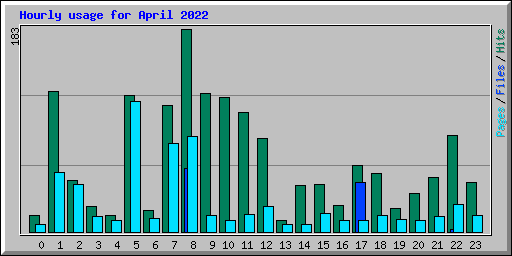 Hourly usage for April 2022
183
Pages/Files/Hits
0 1 2 3 4 5 6 7 8 9 10 11 12 13 14 15 16 17 18 19 20 21 22 23